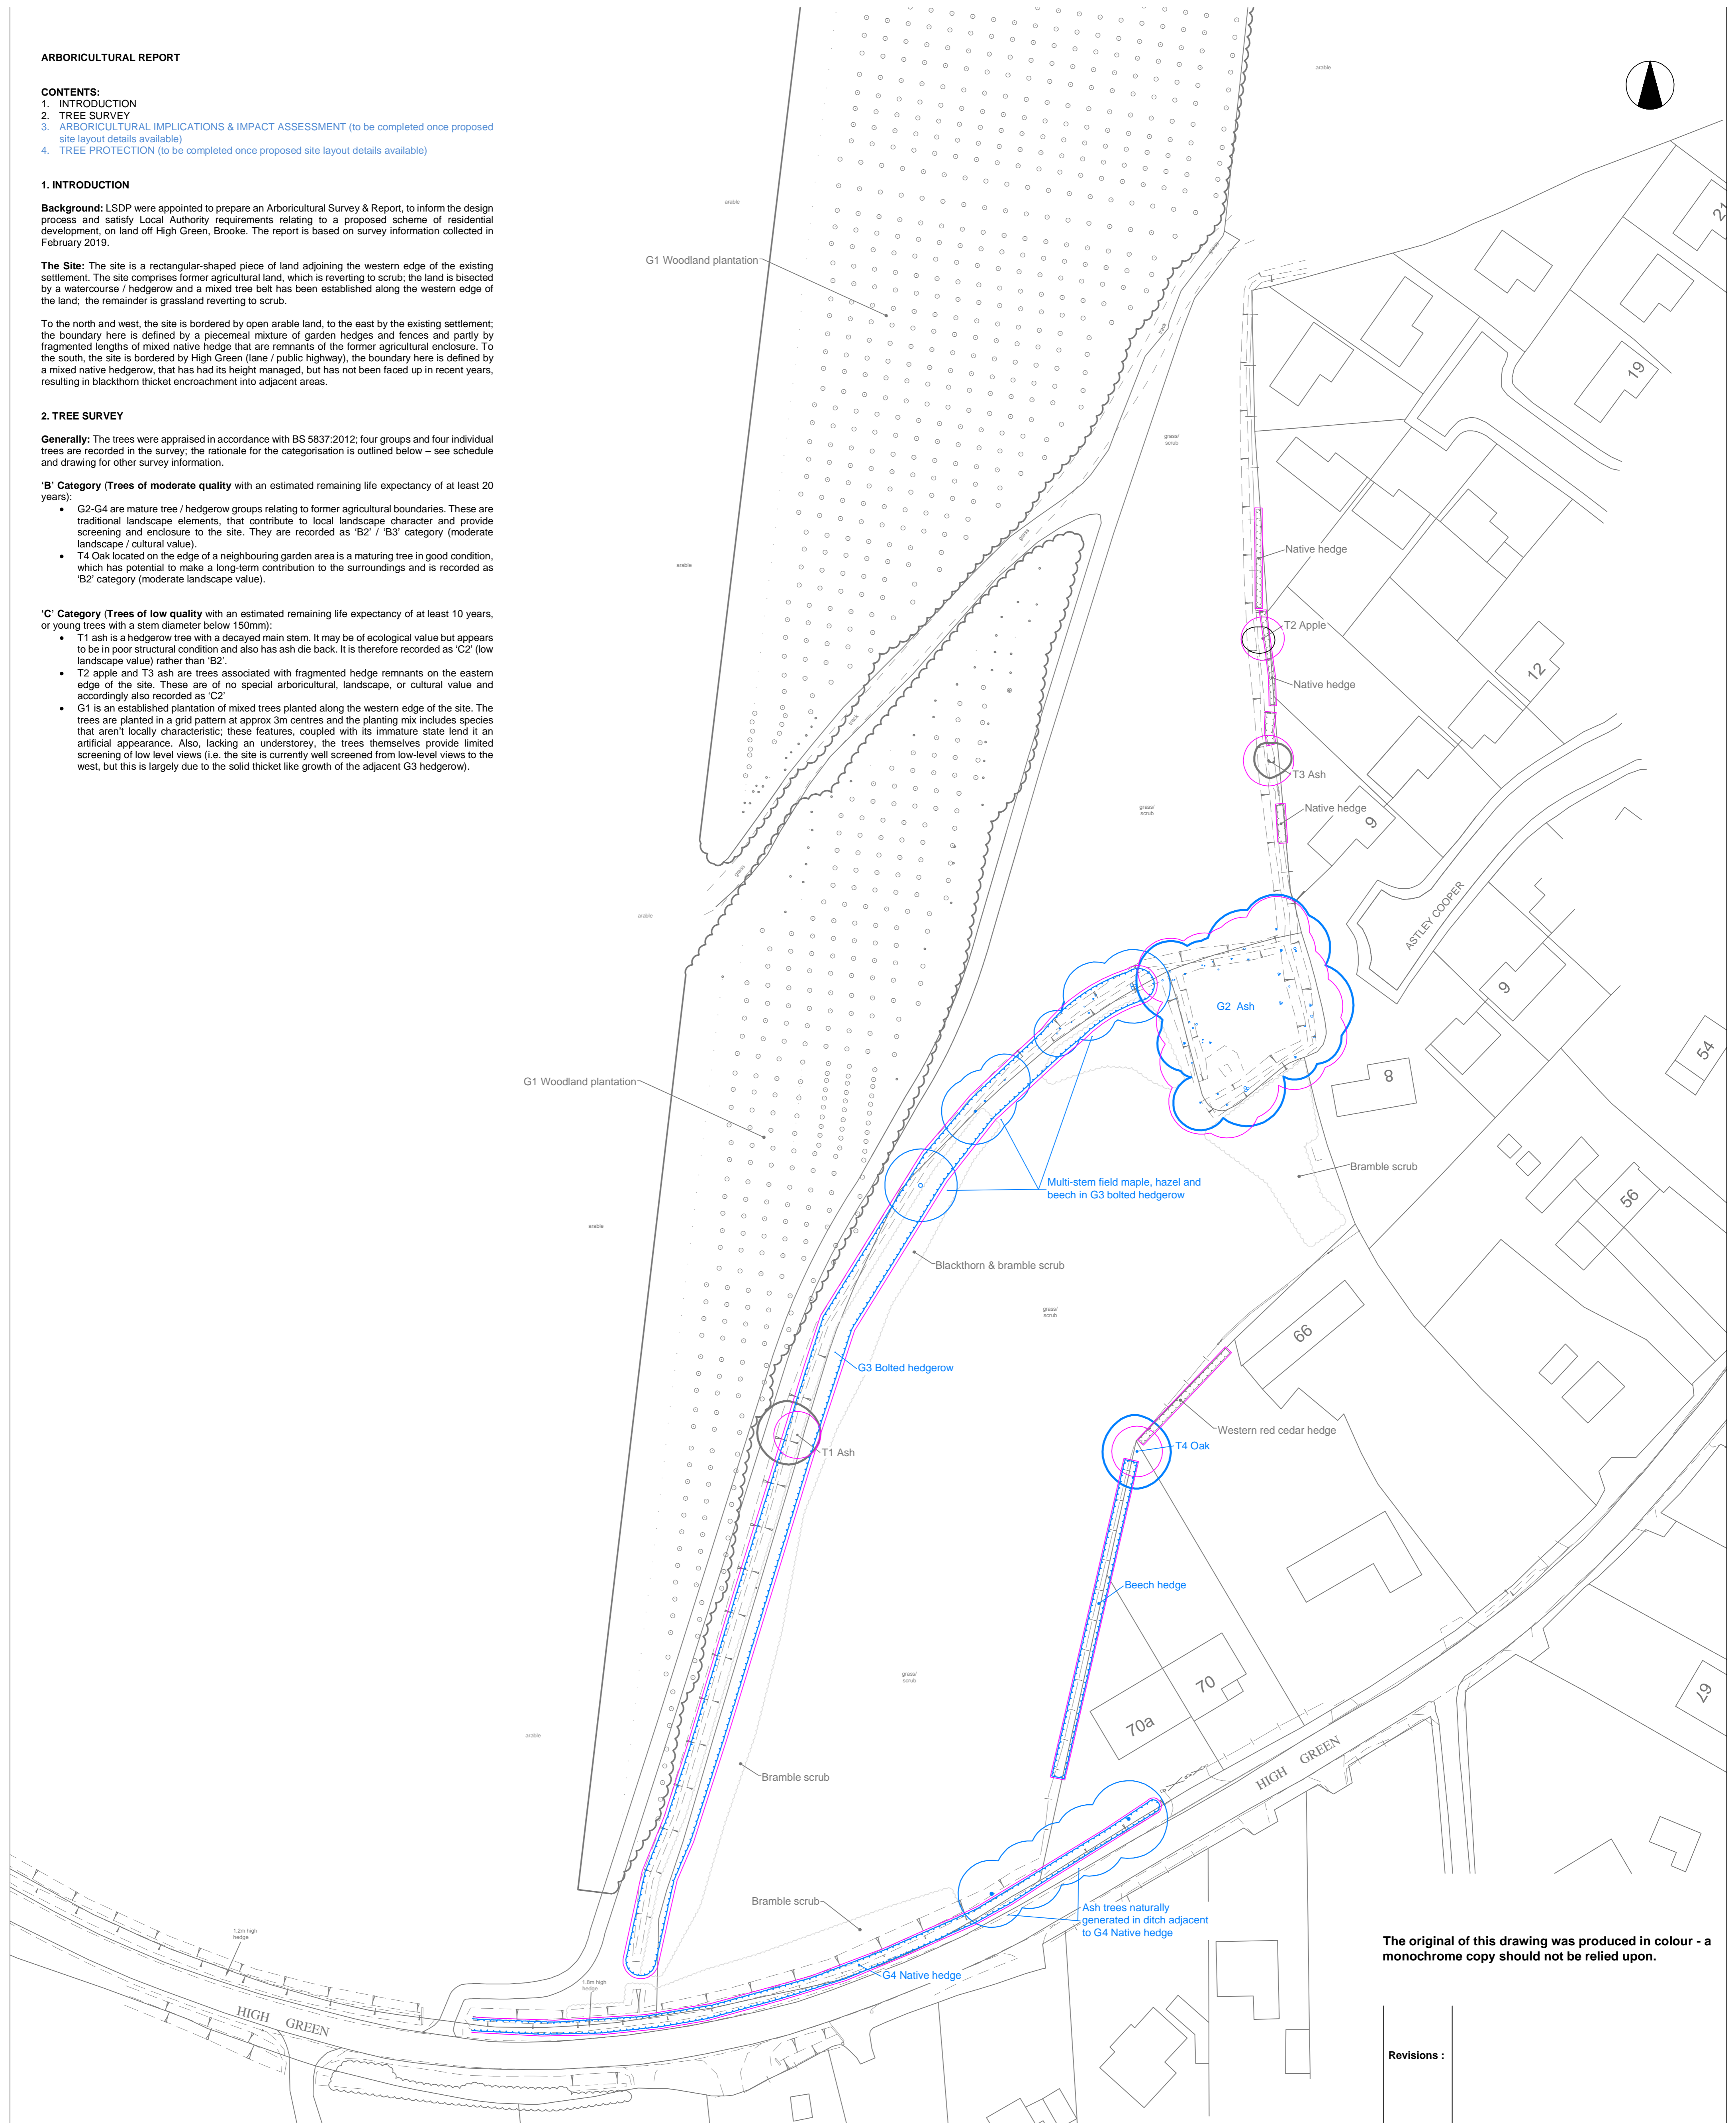 ARBORICULTURAL REPORT
CONTENTS:
1. INTRODUCTION
2. TREE SURVEY
3. ARBORICULTURAL IMPLICATIONS & IMPACT ASSESSMENT (to be completed once proposed
site layout details available)
4. TREE PROTECTION (to be completed once proposed site layout details available)
1. INTRODUCTION
Background: LSDP were appointed to prepare an Arboricultural Survey & Report, to inform the design
process and satisfy Local Authority requirements relating to a proposed scheme of residential
development, on land off High Green, Brooke. The report is based on survey information collected in
February 2019.
The Site: The site is a rectangular-shaped piece of land adjoining the western edge of the existing
settlement. The site comprises former agricultural land, which is reverting to scrub; the land is bisected
by a watercourse / hedgerow and a mixed tree belt has been established along the western edge of
the land; the remainder is grassland reverting to scrub.
To the north and west, the site is bordered by open arable land, to the east by the existing settlement;
the boundary here is defined by a piecemeal mixture of garden hedges and fences and partly by
fragmented lengths of mixed native hedge that are remnants of the former agricultural enclosure. To
the south, the site is bordered by High Green (lane / public highway), the boundary here is defined by
a mixed native hedgerow, that has had its height managed, but has not been faced up in recent years,
resulting in blackthorn thicket encroachment into adjacent areas.
2. TREE SURVEY
Generally: The trees were appraised in accordance with BS 5837:2012; four groups and four individual
trees are recorded in the survey; the rationale for the categorisation is outlined below – see schedule
and drawing for other survey information.
‘B’ Category (Trees of moderate quality with an estimated remaining life expectancy of at least 20
years):
• G2-G4 are mature tree / hedgerow groups relating to former agricultural boundaries. These are
traditional landscape elements, that contribute to local landscape character and provide
screening and enclosure to the site. They are recorded as ‘B2’ / ‘B3’ category (moderate
landscape / cultural value).
• T4 Oak located on the edge of a neighbouring garden area is a maturing tree in good condition,
which has potential to make a long-term contribution to the surroundings and is recorded as
‘B2’ category (moderate landscape value).
‘C’ Category (Trees of low quality with an estimated remaining life expectancy of at least 10 years,
or young trees with a stem diameter below 150mm):
• T1 ash is a hedgerow tree with a decayed main stem. It may be of ecological value but appears
to be in poor structural condition and also has ash die back. It is therefore recorded as ‘C2’ (low
landscape value) rather than ‘B2’.
• T2 apple and T3 ash are trees associated with fragmented hedge remnants on the eastern
edge of the site. These are of no special arboricultural, landscape, or cultural value and
accordingly also recorded as ‘C2’
• G1 is an established plantation of mixed trees planted along the western edge of the site. The
trees are planted in a grid pattern at approx 3m centres and the planting mix includes species
that aren’t locally characteristic; these features, coupled with its immature state lend it an
artificial appearance. Also, lacking an understorey, the trees themselves provide limited
screening of low level views (i.e. the site is currently well screened from low-level views to the
west, but this is largely due to the solid thicket like growth of the adjacent G3 hedgerow).
arable
arable
21
G1 Woodland plantation
grass
track
19
grass/
scrub
grass
arable
Native hedge
T2 Apple
12
Native hedge
track
T3 Ash
grass/
scrub
Native hedge
9
grass
arable
ASTLEY COOPER
9
G2 Ash
54
8
G1 Woodland plantation
Bramble scrub
Multi-stem field maple, hazel and
beech in G3 bolted hedgerow
56
arable
Blackthorn & bramble scrub
grass/
scrub
66
G3 Bolted hedgerow
Western red cedar hedge
T4 Oak
T1 Ash
Beech hedge
grass/
scrub
70
67
70a
arable
HIGH GREEN
Bramble scrub
Bramble scrub
Ash trees naturally
generated in ditch adjacent
to G4 Native hedge
1.2m high
hedge
The original of this drawing was produced in colour - a
monochrome copy should not be relied upon.
G4 Native hedge
1.8m high
hedge
HIGH GREEN
Revisions :